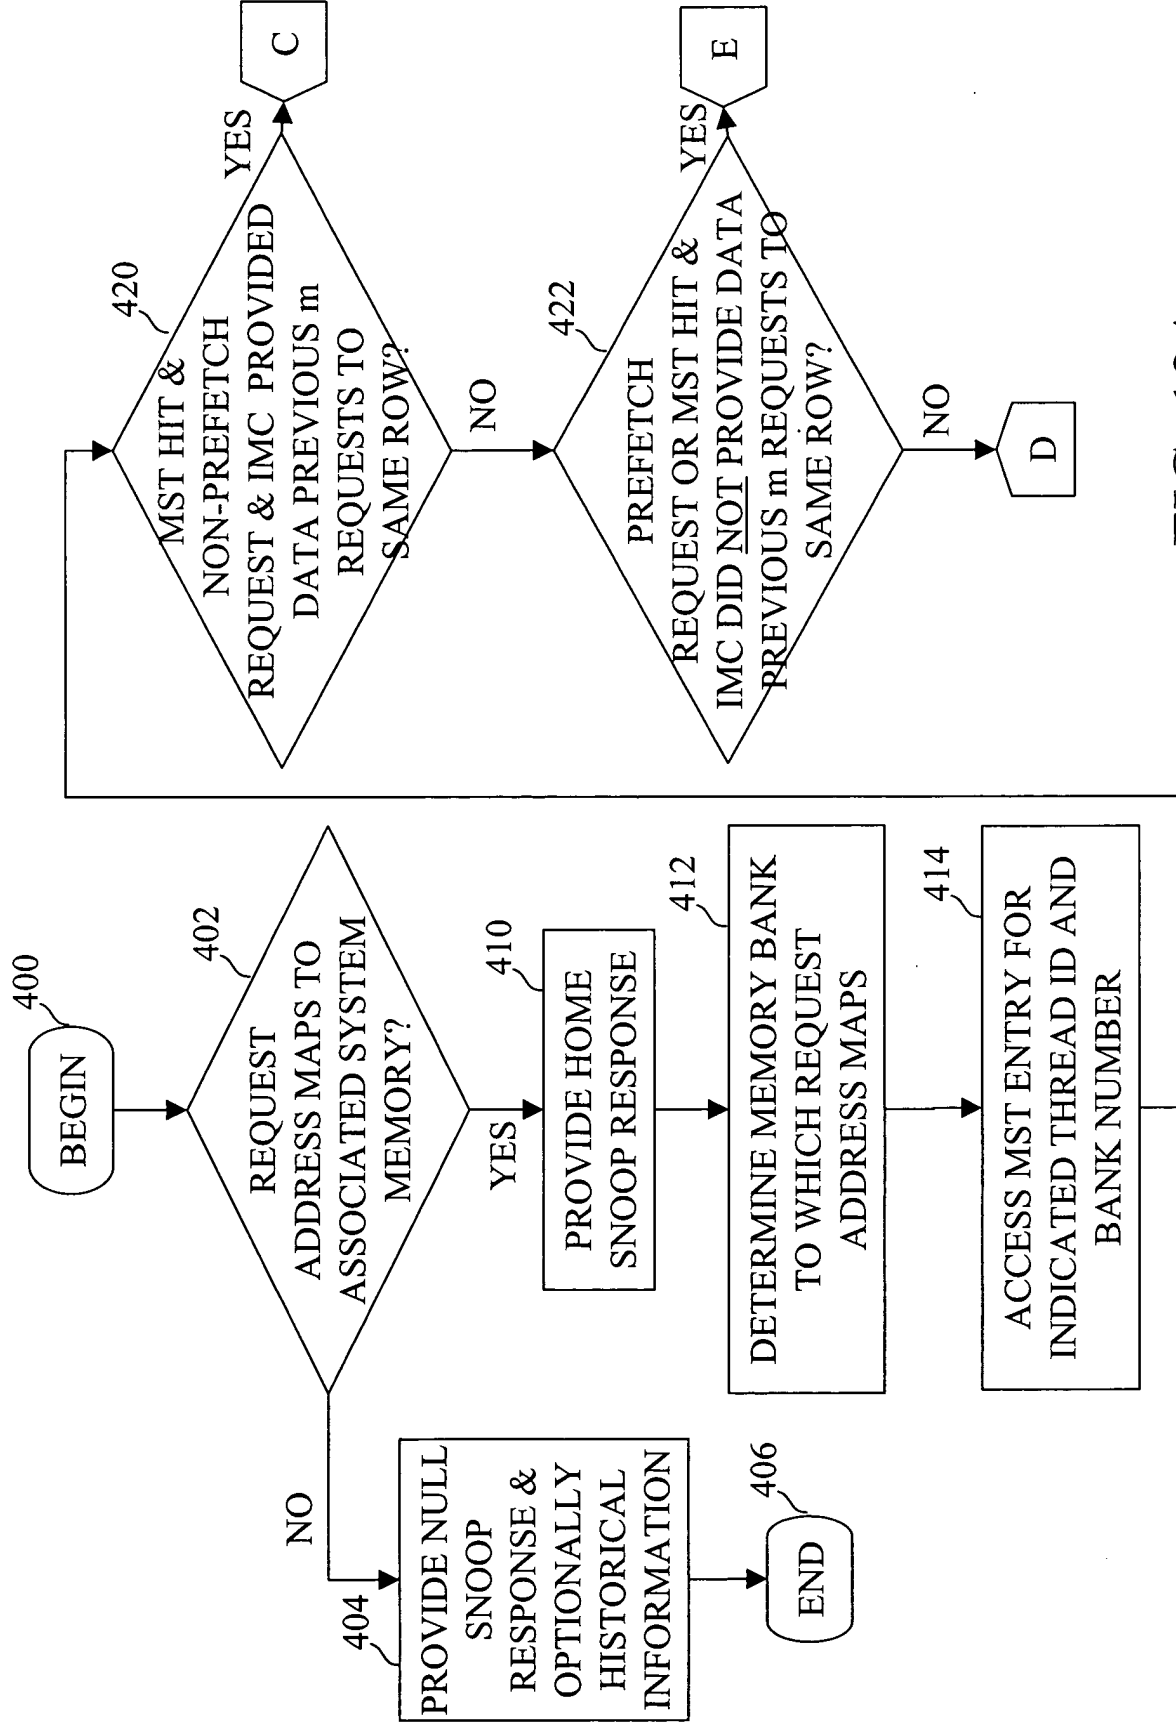 400
BEGIN
402
REQUEST
ADDRESS MAPS TO
ASSOCIATED SYSTEM
MEMORY?
NO
YES
404
PROVIDE NULL
SNOOP
RESPONSE &
OPTIONALLY
HISTORICAL
INFORMATION
406
END
410
PROVIDE HOME
SNOOP RESPONSE
412
DETERMINE MEMORY BANK
TO WHICH REQUEST
ADDRESS MAPS
414
ACCESS MST ENTRY FOR
INDICATED THREAD ID AND
BANK NUMBER
420
MST HIT &
NON-PREFETCH
REQUEST & IMC PROVIDED
DATA PREVIOUS m
REQUESTS TO
SAME ROW?
YES
C
NO
422
PREFETCH
REQUEST OR MST HIT &
IMC DID NOT PROVIDE DATA
PREVIOUS m REQUESTS TO
SAME ROW?
YES
E
NO
D